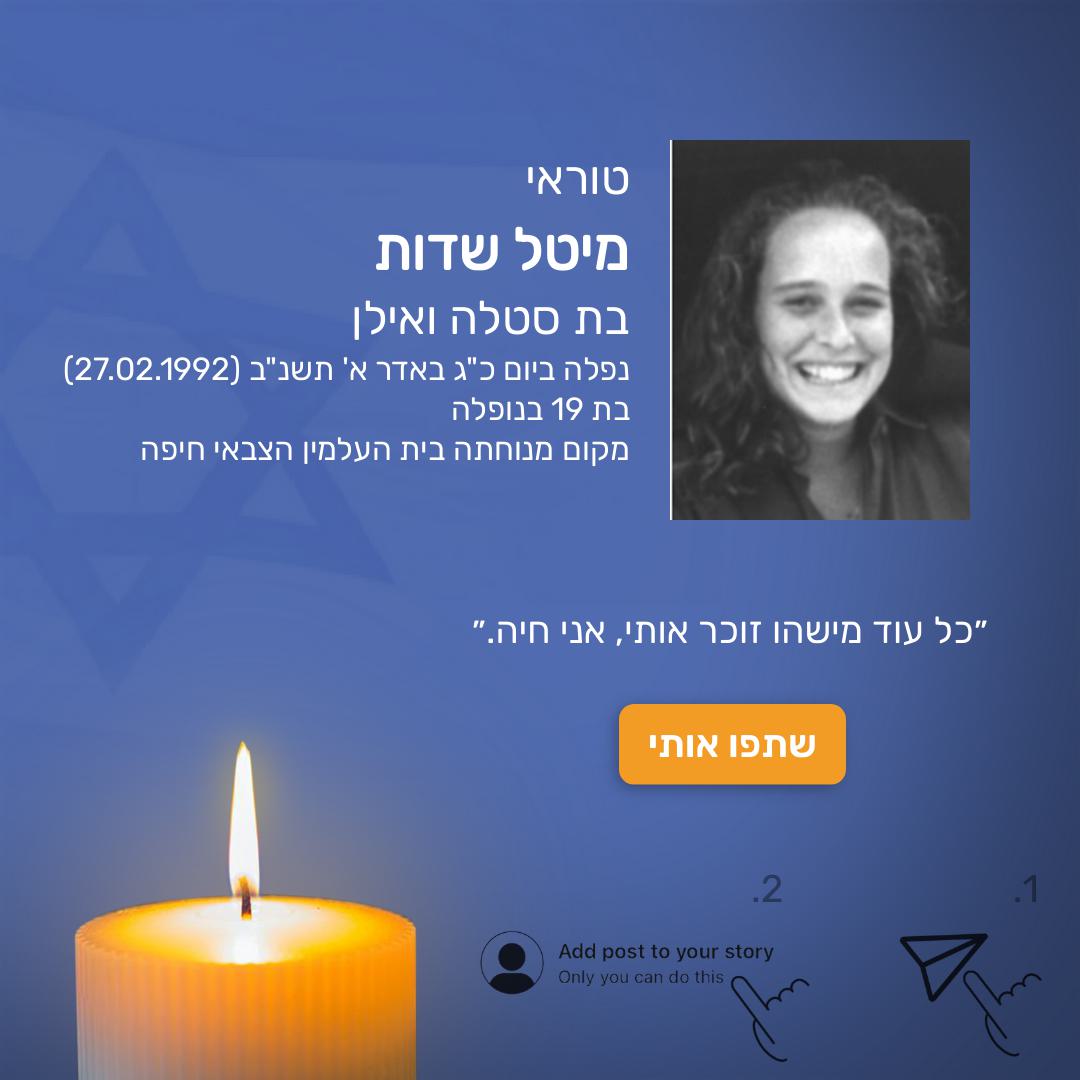 טוראי
מיטל שדות
בת סטלה ואילן
נפלה ביום כ"ג באדר א' תשנ"ב (27.02.1992)
בת 19 בנופלה
מקום מנוחתה בית העלמין הצבאי חיפה
״כל עוד מישהו זוכר אותי, אני חיה.״
שתפו אותי
.1
.2
Add post to your story
Only you can do this